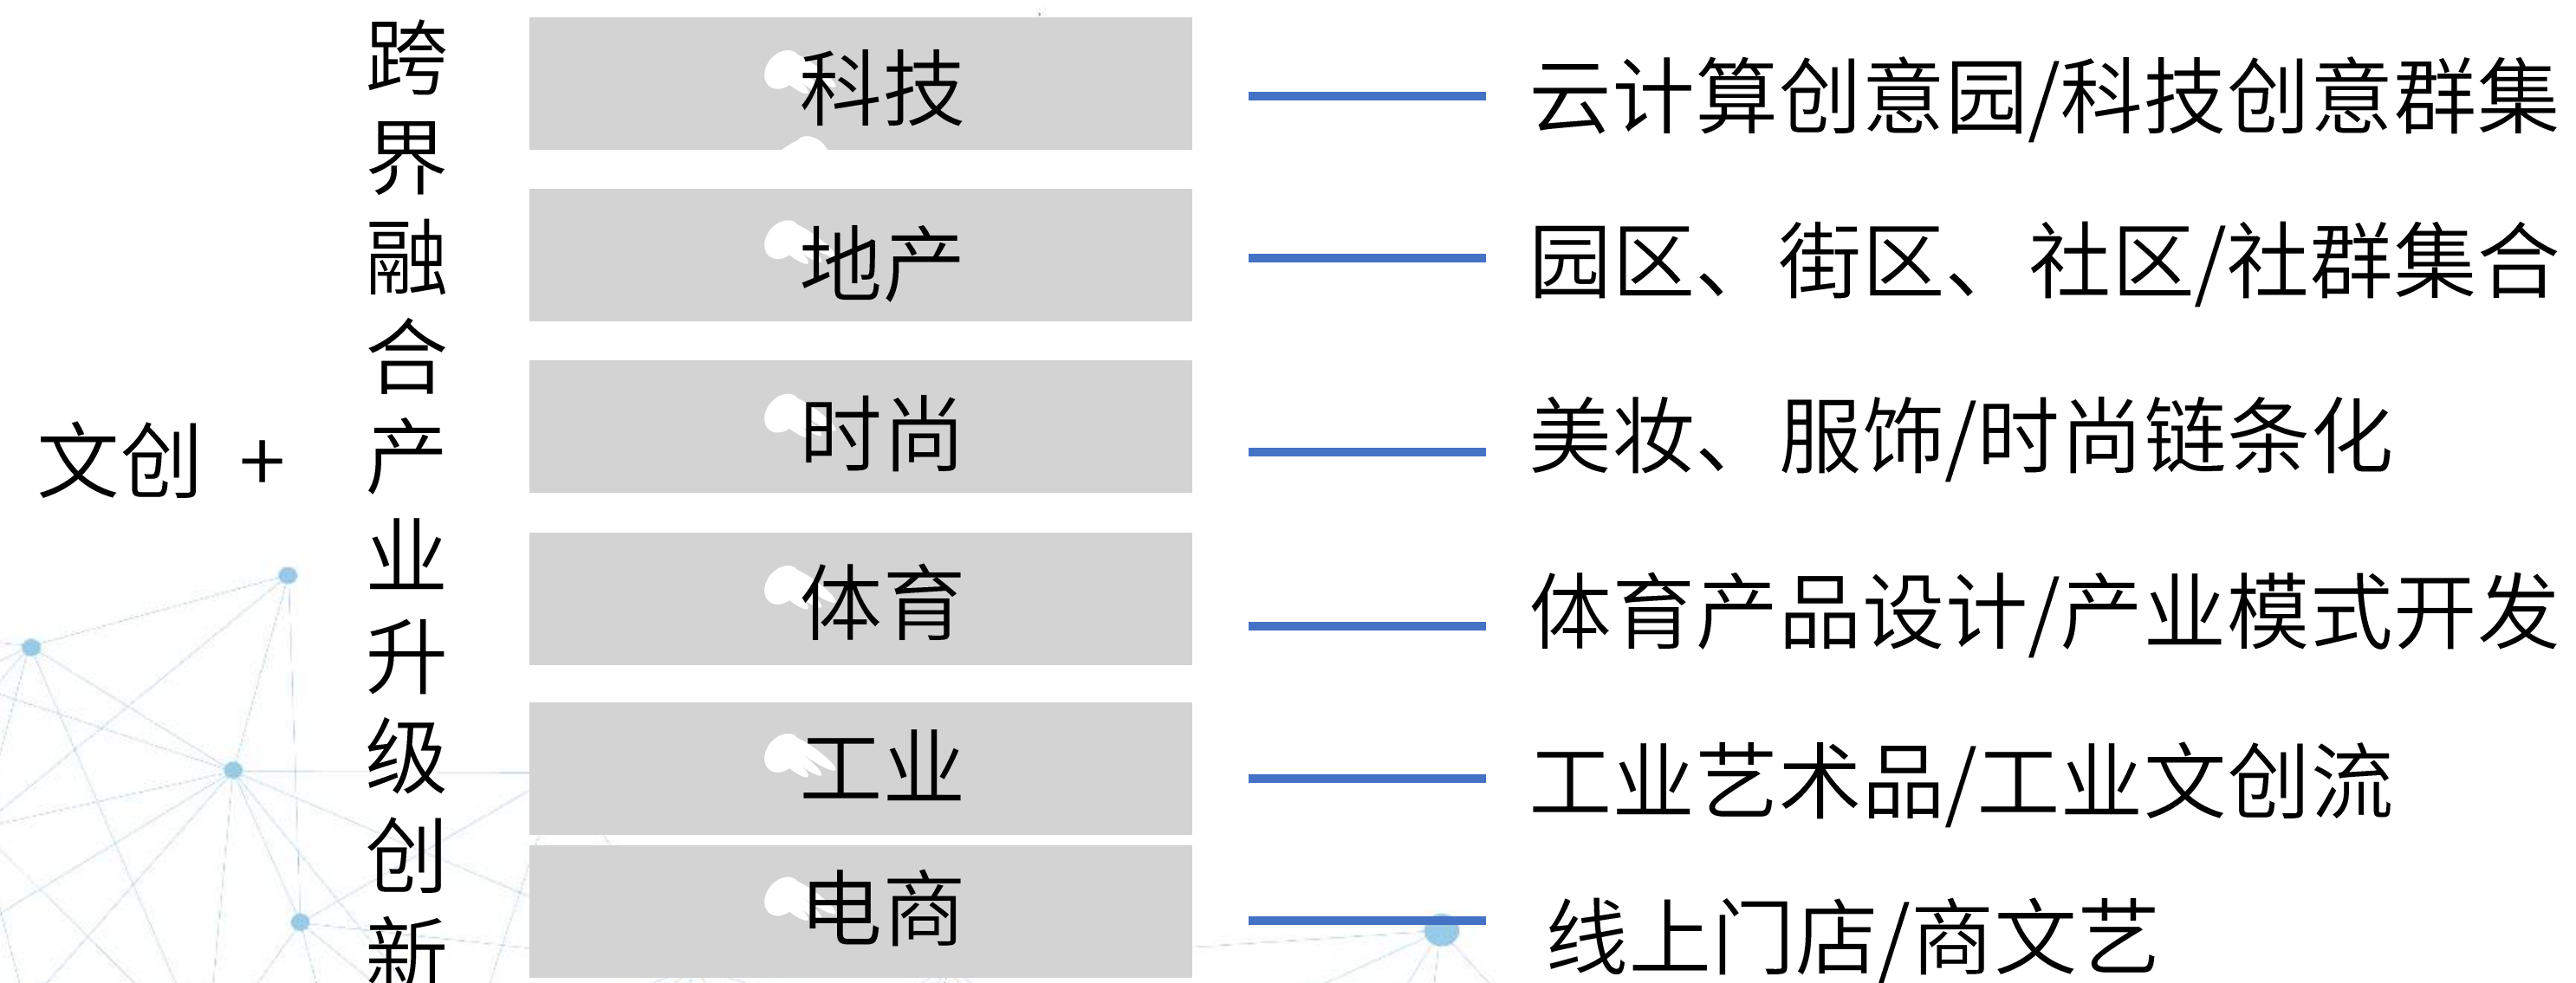 文创 +
跨界融合产业升级创新
科技
云计算创意园/科技创意群集
地产
园区、街区、社区/社群集合
时尚
美妆、服饰/时尚链条化
体育
体育产品设计/产业模式开发
工业
工业艺术品/工业文创流
电商
线上门店/商文艺